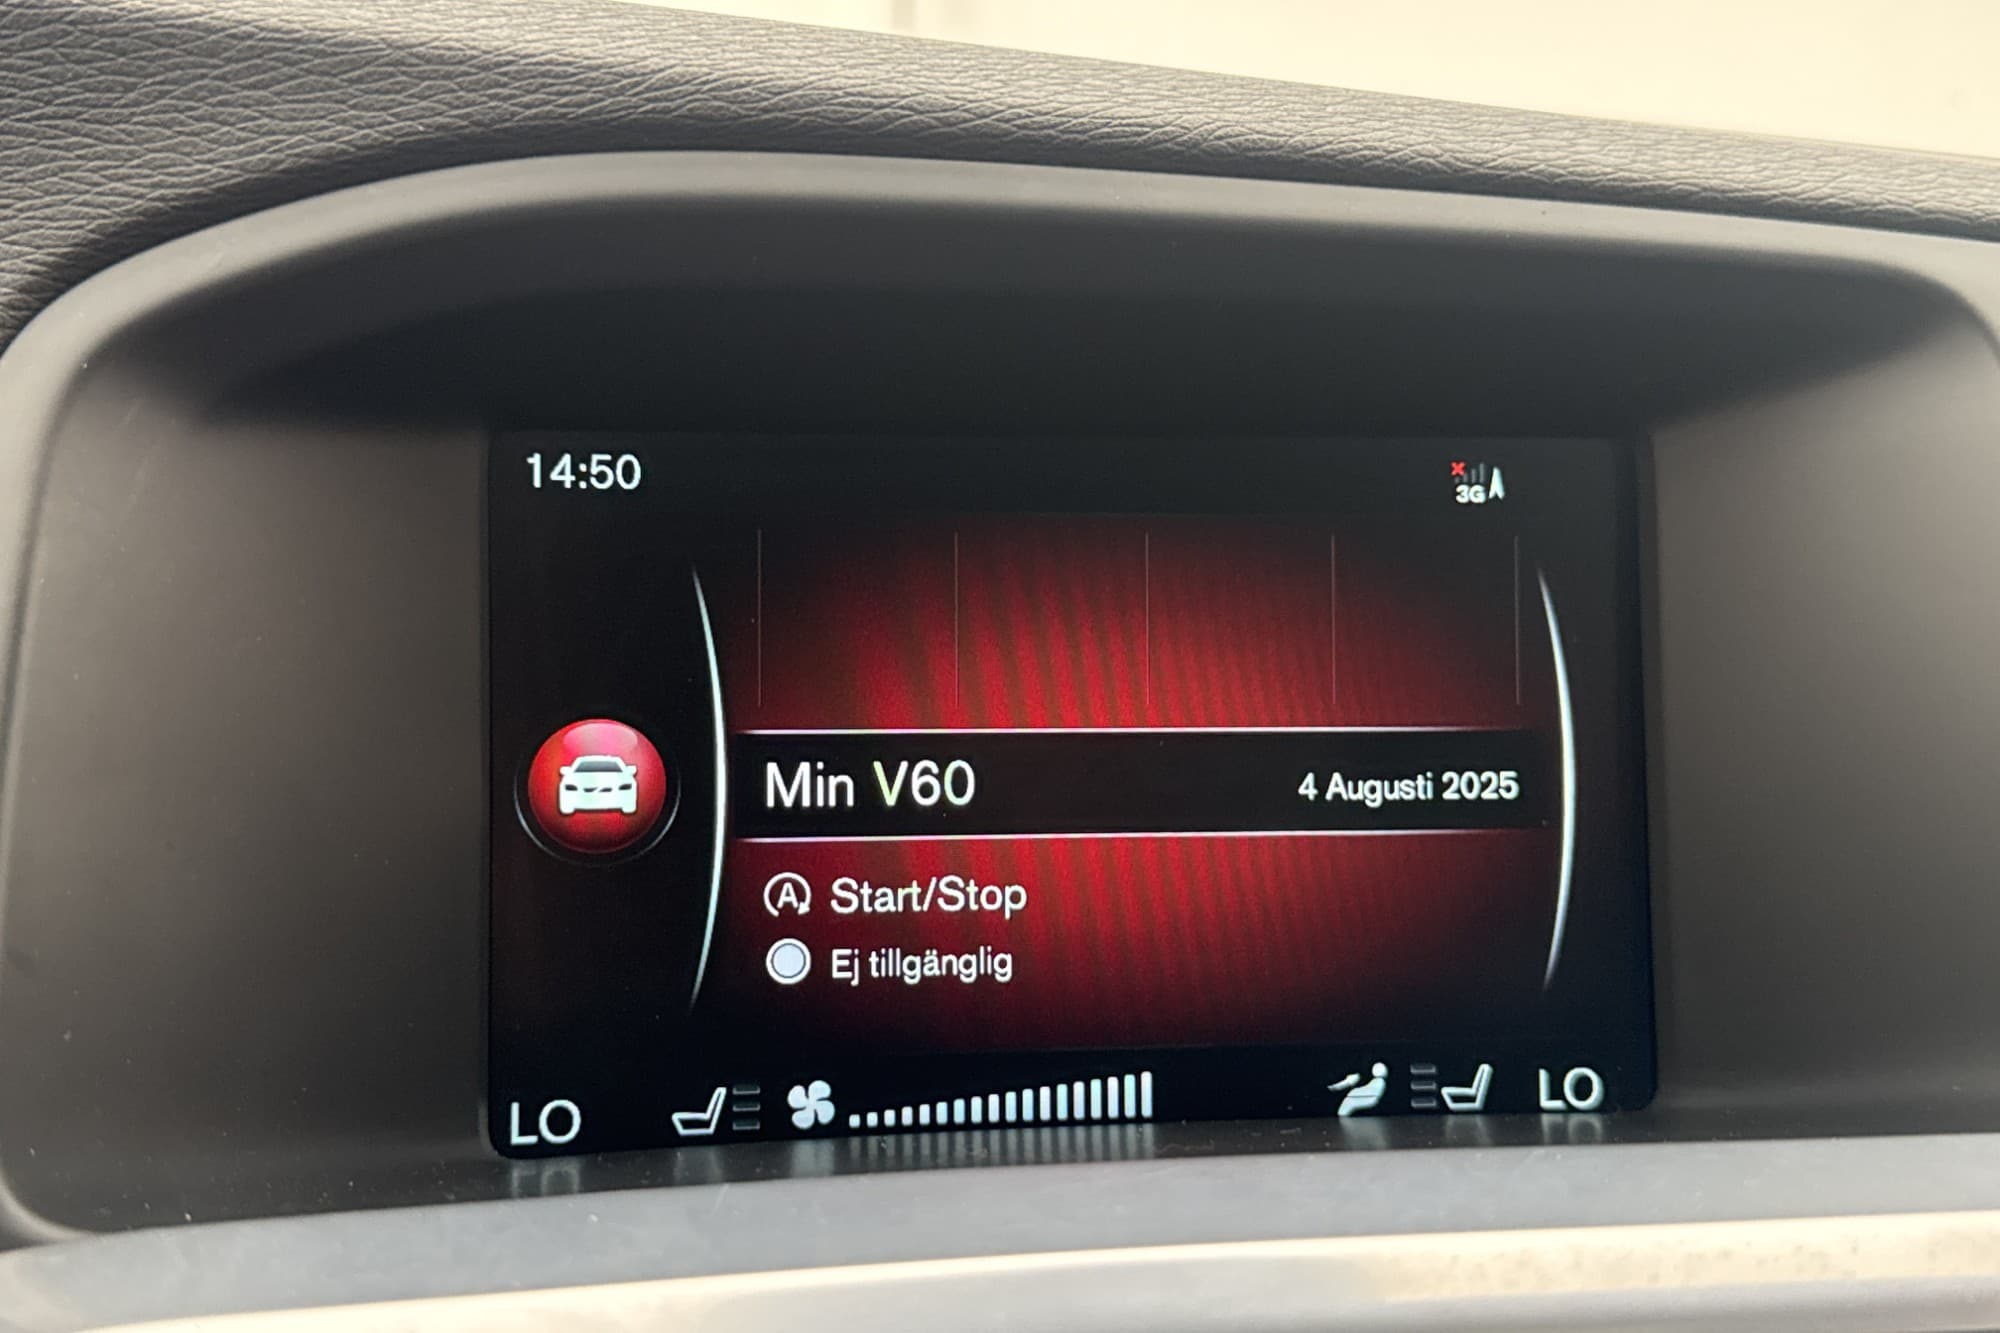 14:50
3G
Min V60
4 Augusti 2025
A Start/Stop
Ej tillgänglig
LO
LO